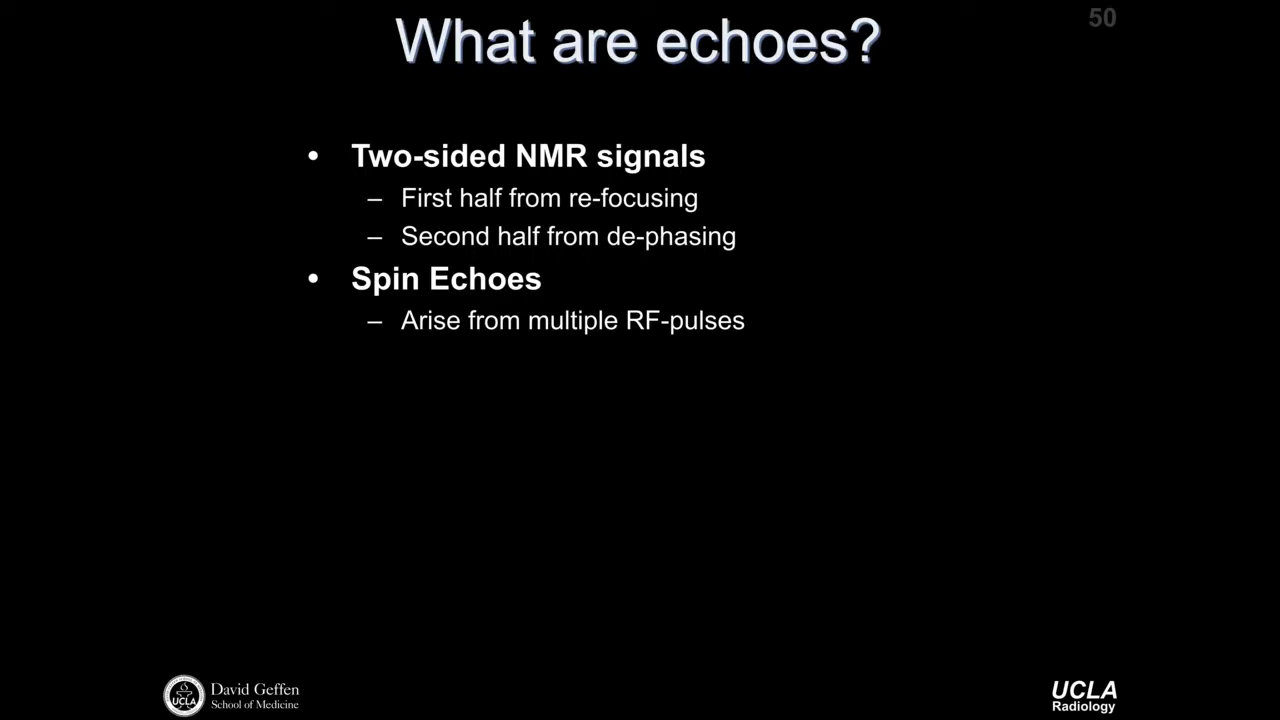 50
What are echoes?
• Two-sided NMR signals
– First half from re-focusing
– Second half from de-phasing
• Spin Echoes
– Arise from multiple RF-pulses
UCLA
David Geffen
School of Medicine
UCLA
Radiology